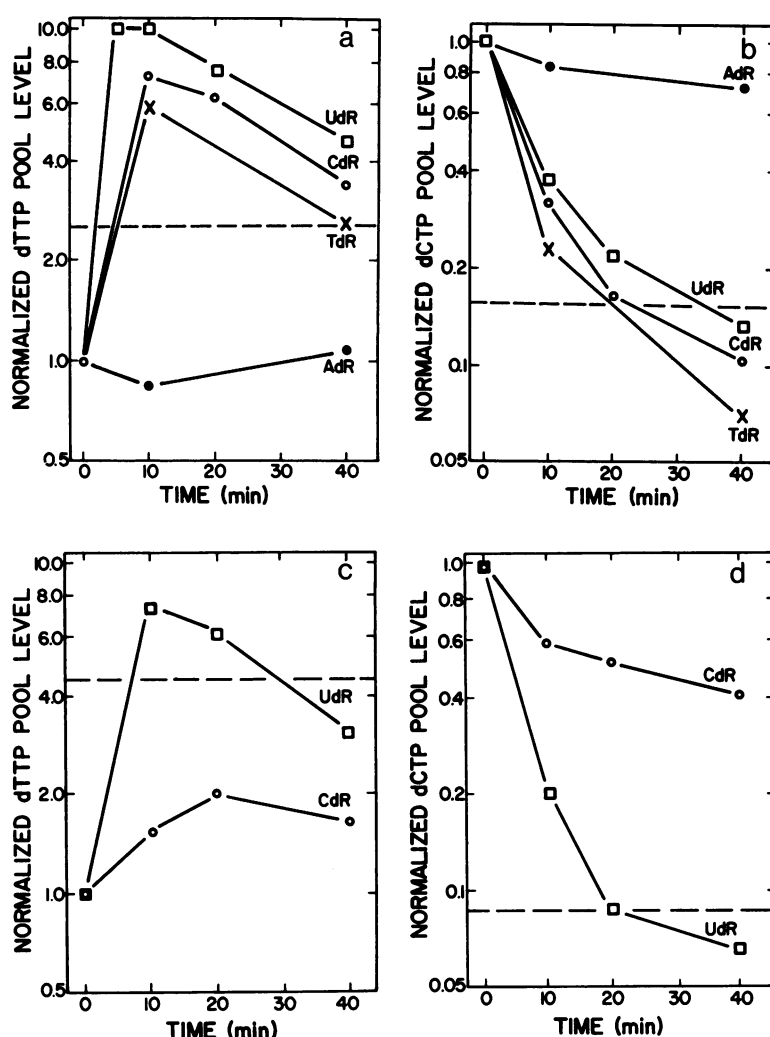 a
NORMALIZED dTTP POOL LEVEL
10.0
8.0
6.0
4.0
2.0
1.0
0.5
UdR
CdR
TdR
AdR
0 10 20 30 40
TIME (min)
b
NORMALIZED dCTP POOL LEVEL
1.0
0.8
0.4
0.2
0.1
0.05
AdR
UdR
CdR
TdR
0 10 20 30 40
TIME (min)
c
NORMALIZED dTTP POOL LEVEL
10.0
8.0
6.0
4.0
2.0
1.0
0.5
UdR
CdR
0 10 20 30 40
TIME (min)
d
NORMALIZED dCTP POOL LEVEL
1.0
0.8
0.6
0.4
0.2
0.1
0.05
CdR
UdR
0 10 20 30 40
TIME (min)